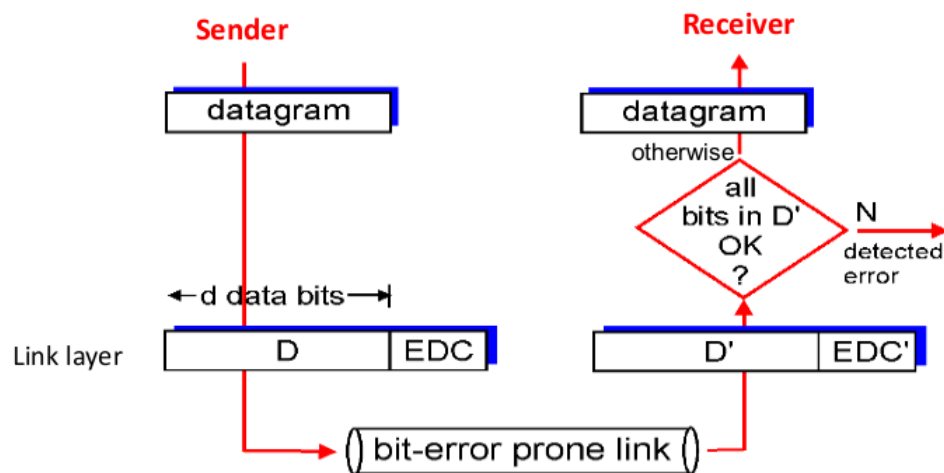 Sender
Receiver
datagram
datagram
otherwise
all
bits in D'
OK
?
N
detected
error
d data bits
Link layer
D
EDC
D'
EDC'
bit-error prone link